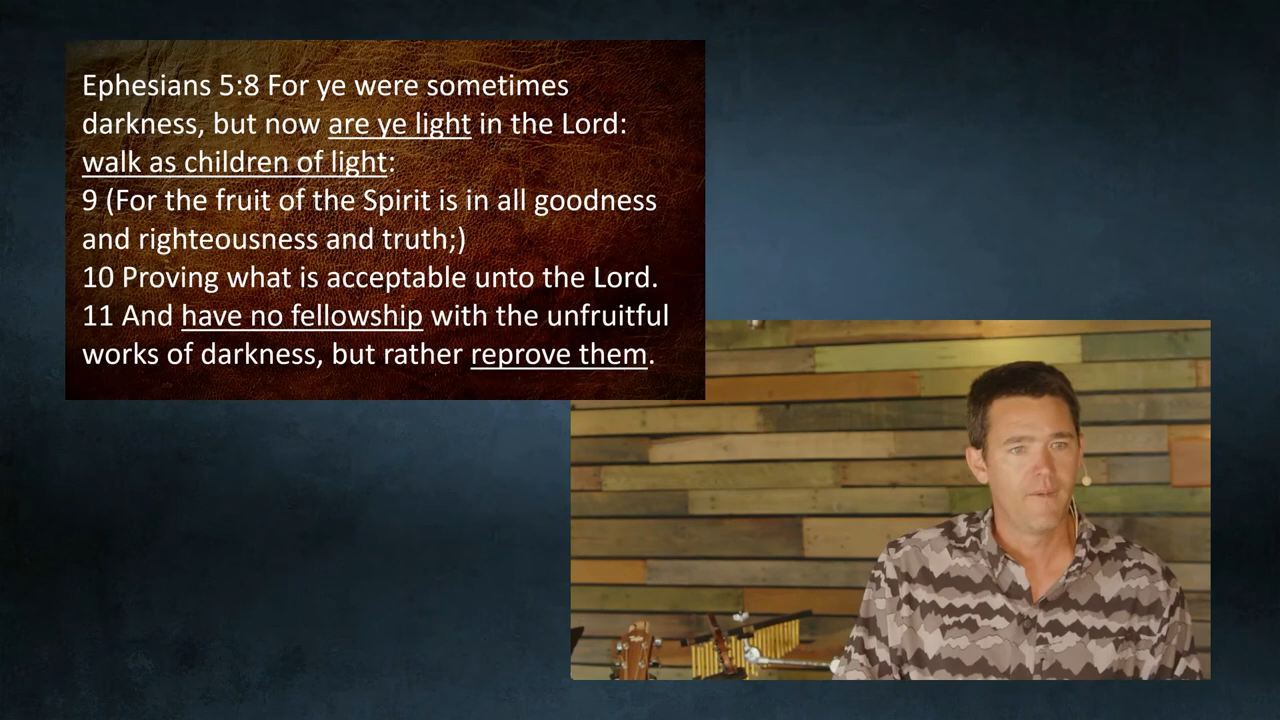 Ephesians 5:8 For ye were sometimes
darkness, but now are ye light in the Lord:
walk as children of light:
9 (For the fruit of the Spirit is in all goodness
and righteousness and truth;)
10 Proving what is acceptable unto the Lord.
11 And have no fellowship with the unfruitful
works of darkness, but rather reprove them.